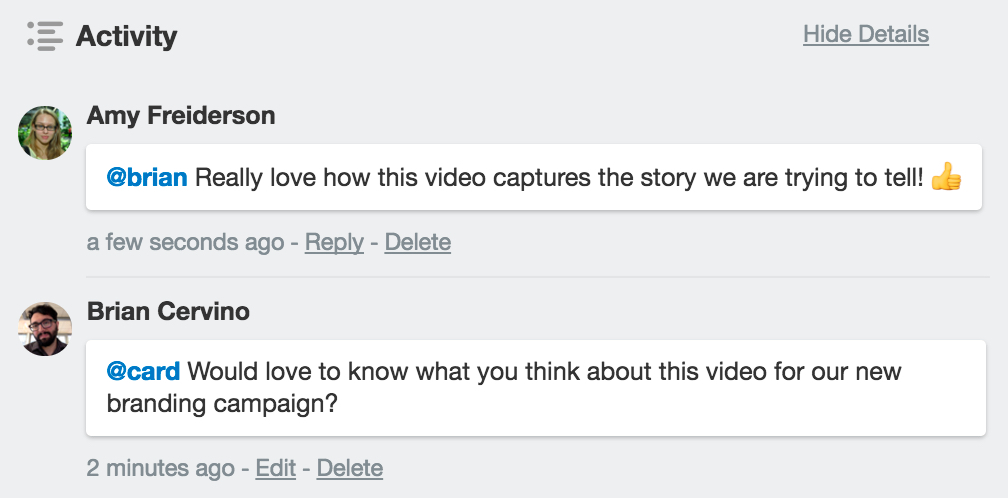 Activity
Hide Details
Amy Freiderson
@brian Really love how this video captures the story we are trying to tell! 👍
a few seconds ago - Reply - Delete
Brian Cervino
@card Would love to know what you think about this video for our new
branding campaign?
2 minutes ago - Edit - Delete